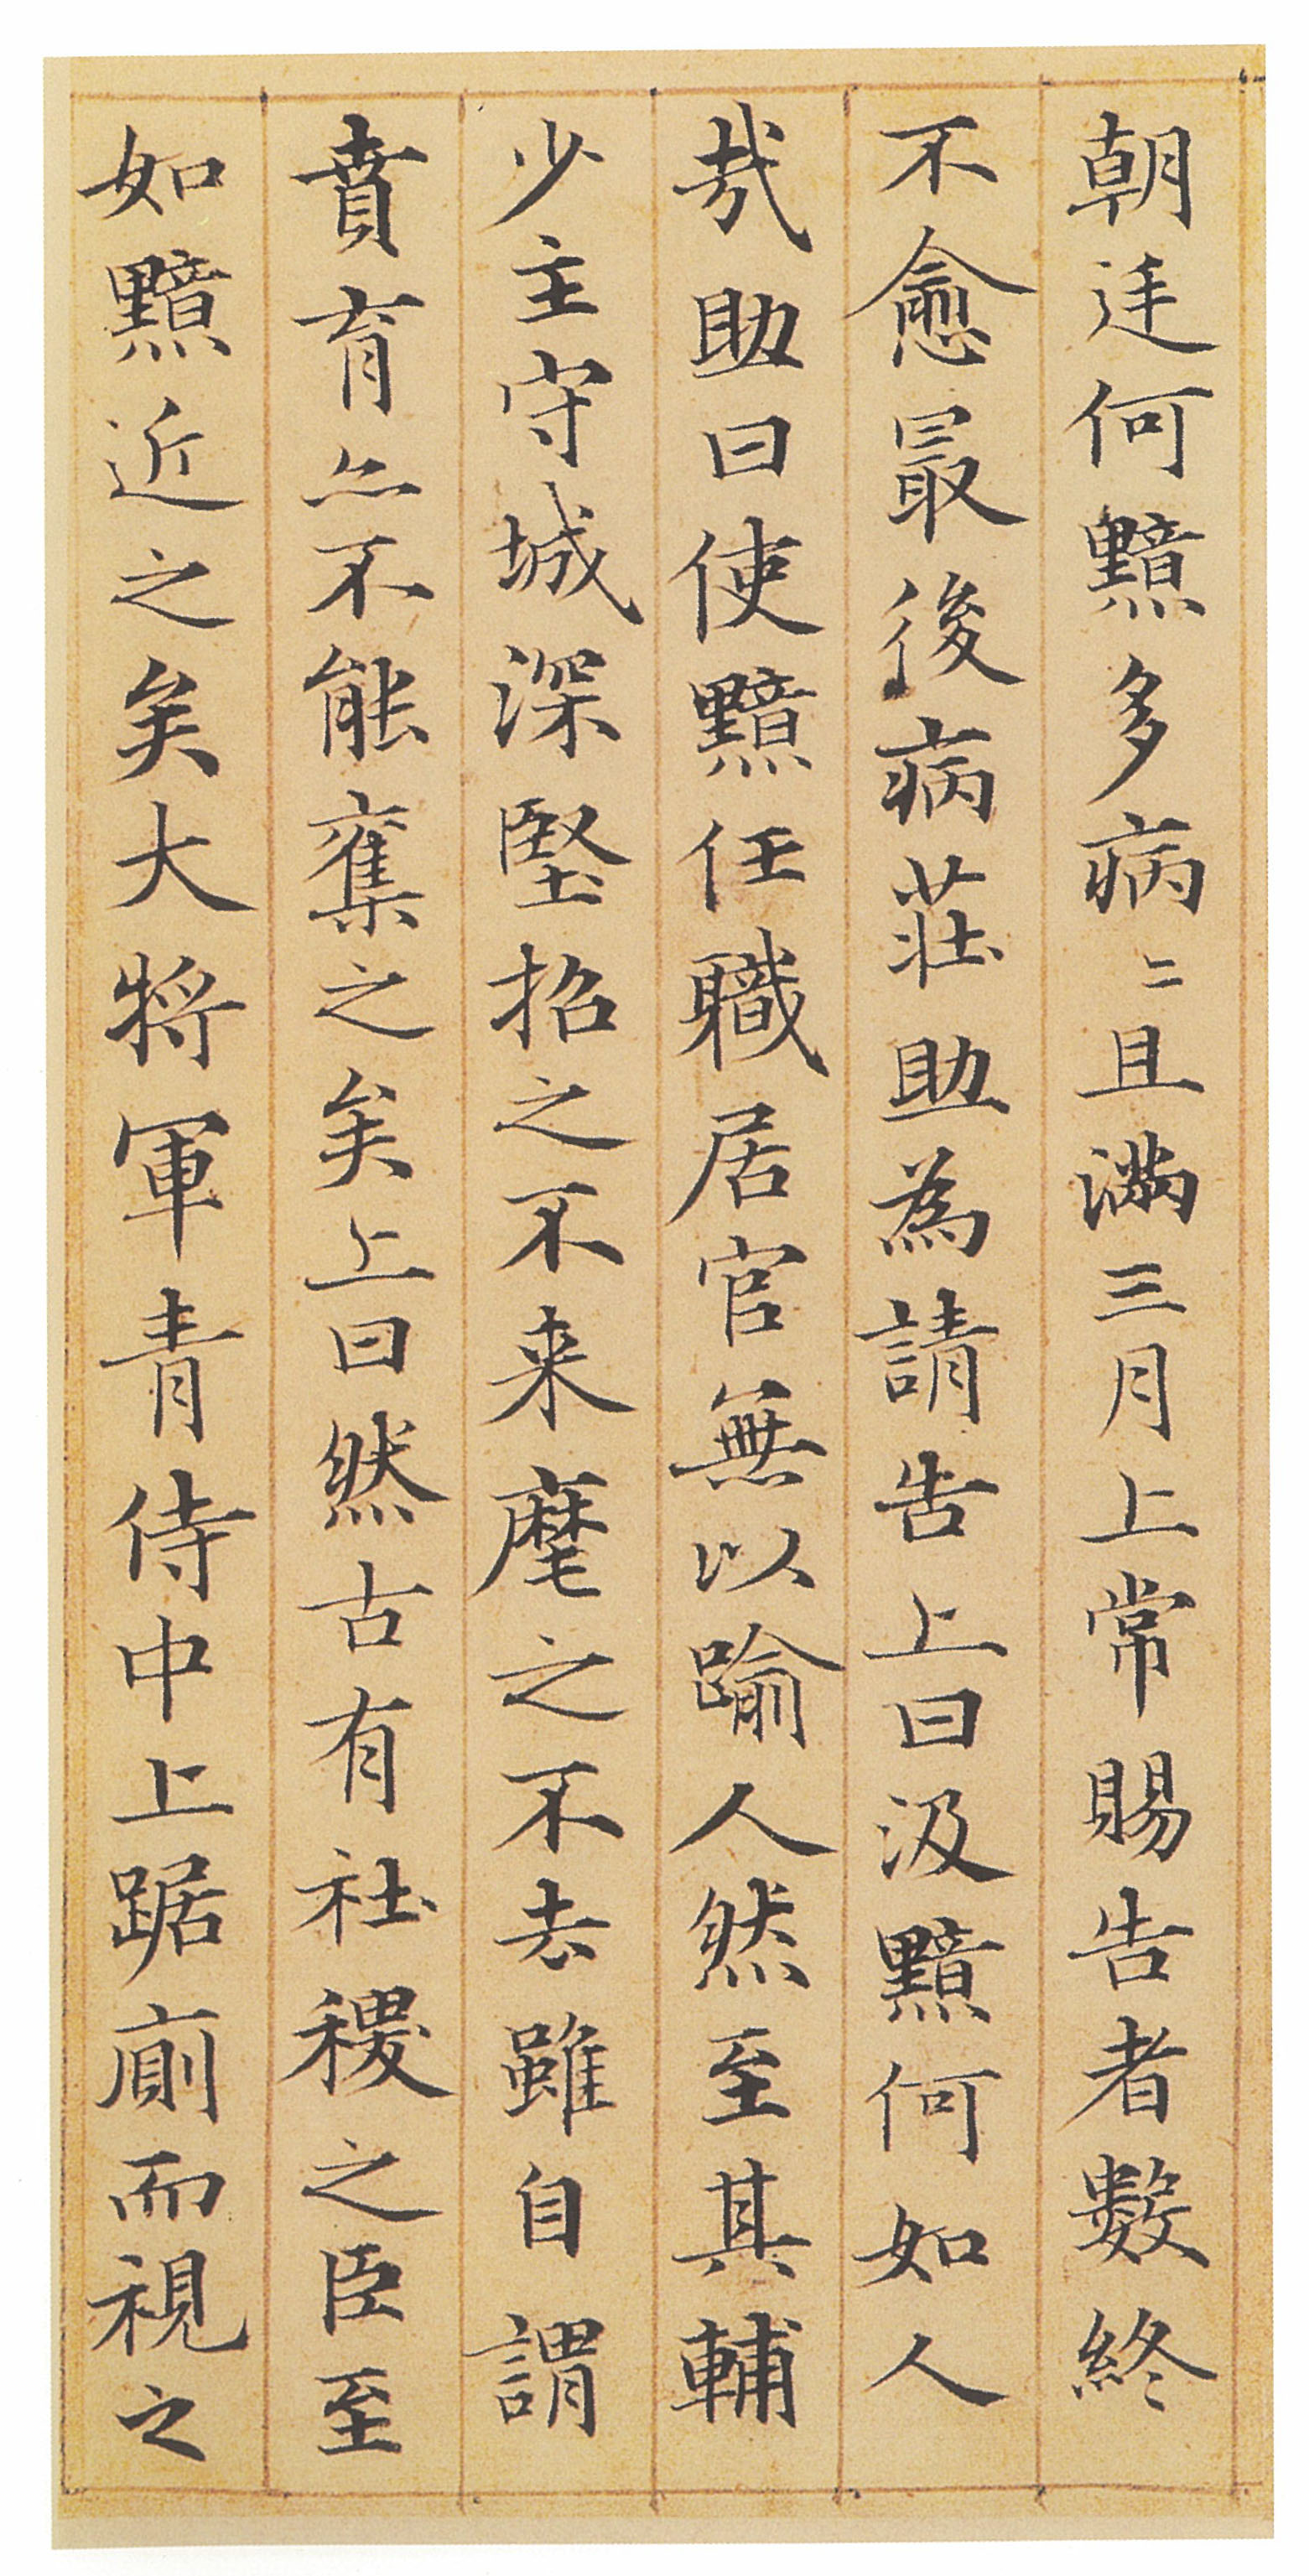 朝廷何黯多病〻且滿三月上常賜告者數終
不愈最後病莊助為請告上曰汲黯何如人
㢤助曰使黯任職居官無以踰人然至其輔
少主守城深堅招之不来麾之不去雖自謂
賁育亦不能奪之矣上曰然古有社稷之臣至
如黯近之矣大將軍青侍中上踞廁而視之